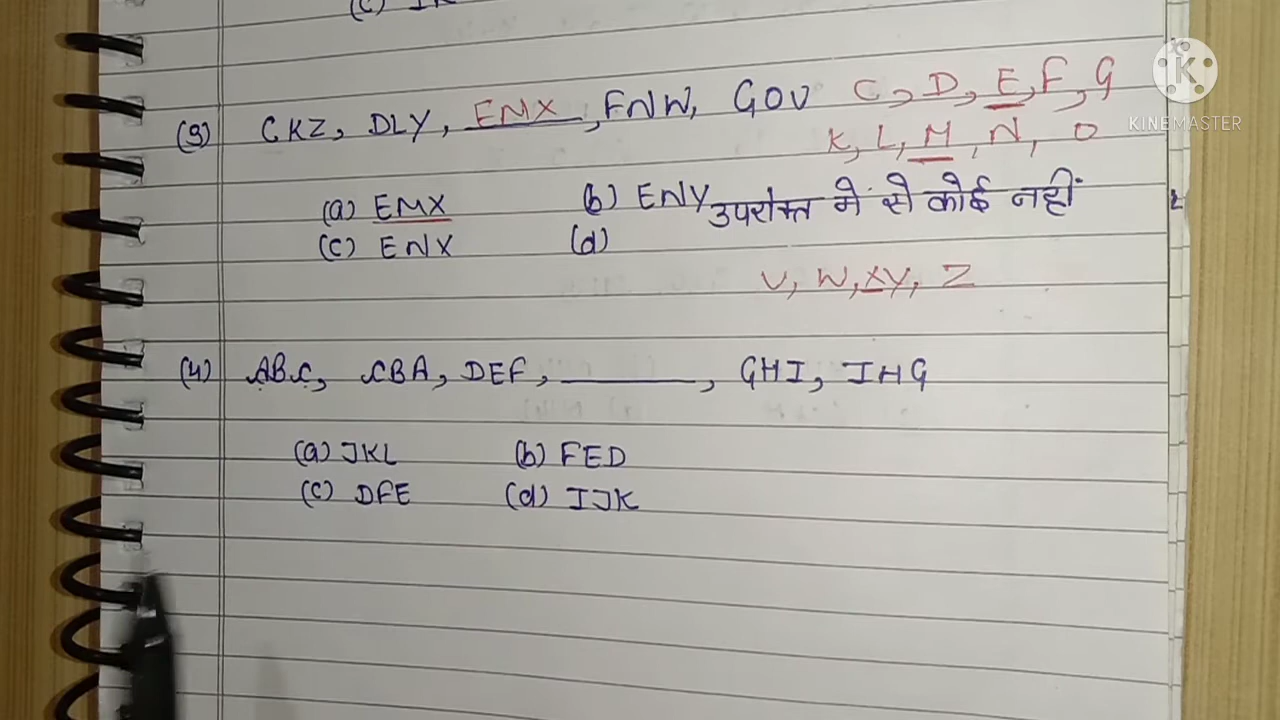 (3) CKZ, DLY, EMX, FNW, GOV C, D, E, F, G
K, L, M, N, O
KINEMASTER
(a) EMX (b) ENY उपरोक्त में से कोई नहीं
(c) ENX (d)
V, W, X Y, Z
(4) ABC, CBA, DEF, ________, GHI, IHG
(a) JKL (b) FED
(c) DFE (d) IJK